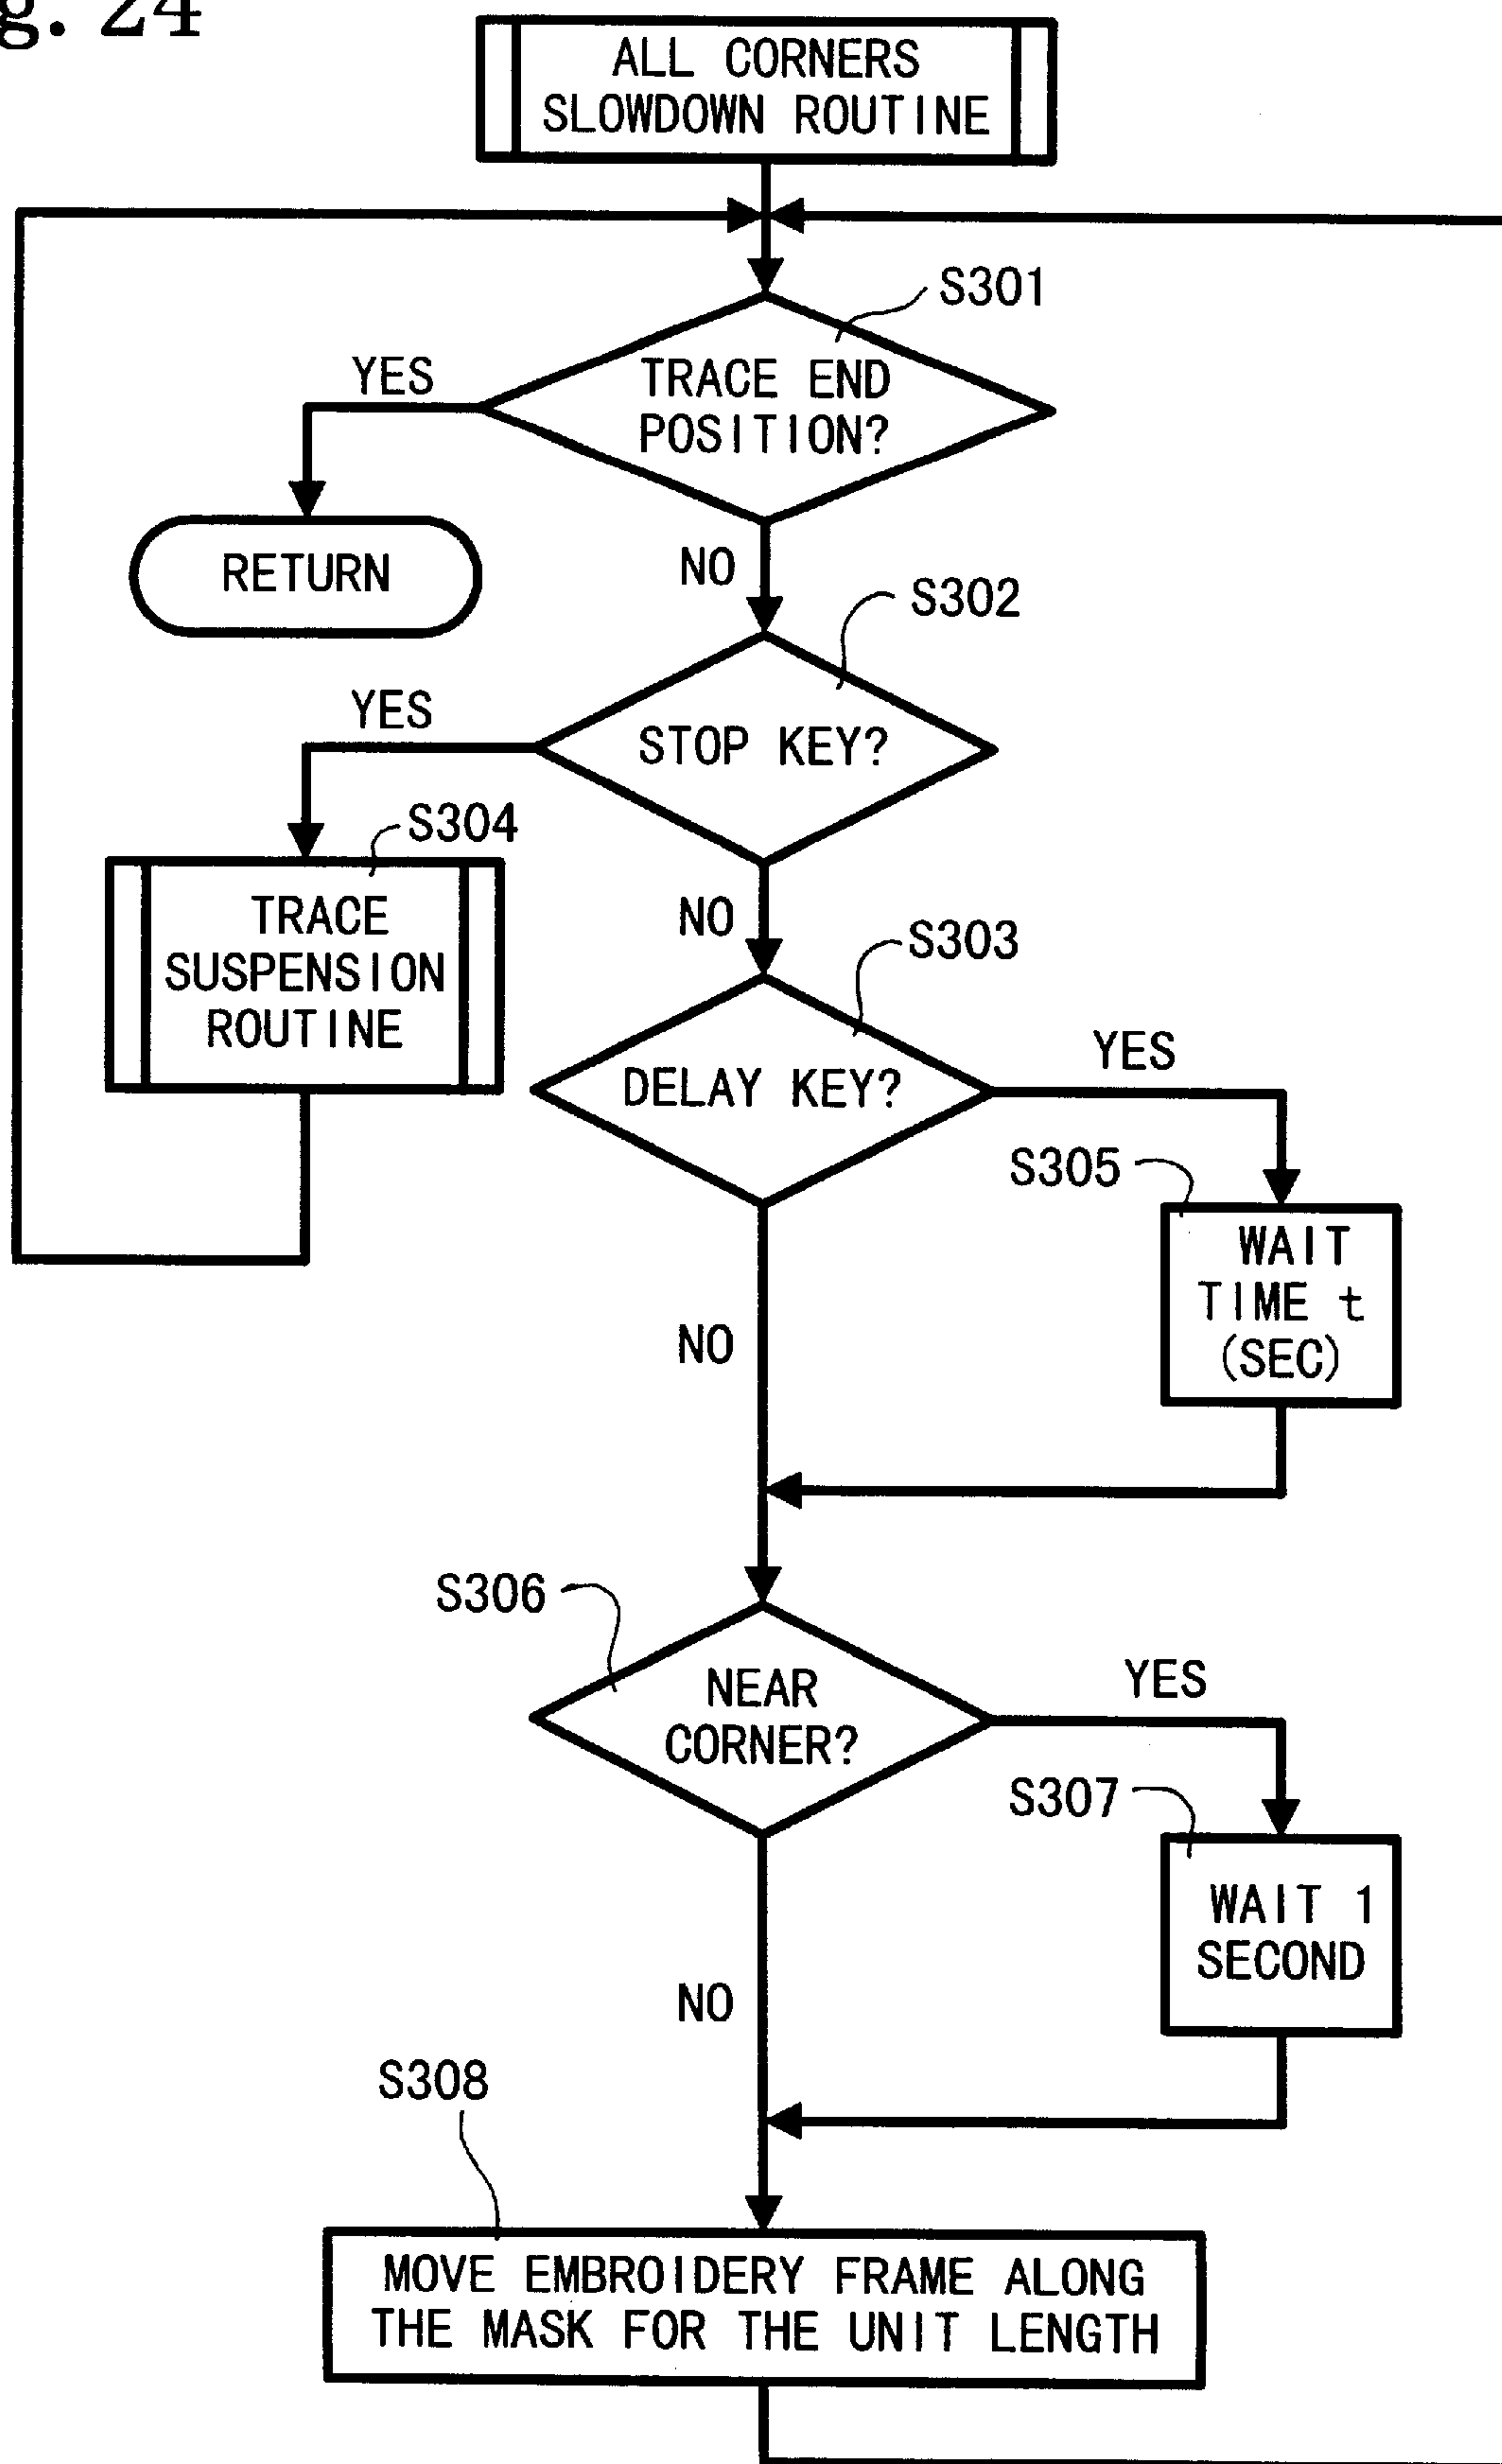 g. 24
ALL CORNERS
SLOWDOWN ROUTINE
S301
YES
TRACE END
POSITION?
RETURN
NO
S302
YES
STOP KEY?
S304
TRACE
SUSPENSION
ROUTINE
NO
S303
DELAY KEY?
YES
S305
WAIT
TIME t
(SEC)
NO
S306
NEAR
CORNER?
YES
S307
WAIT 1
SECOND
NO
S308
MOVE EMBROIDERY FRAME ALONG
THE MASK FOR THE UNIT LENGTH